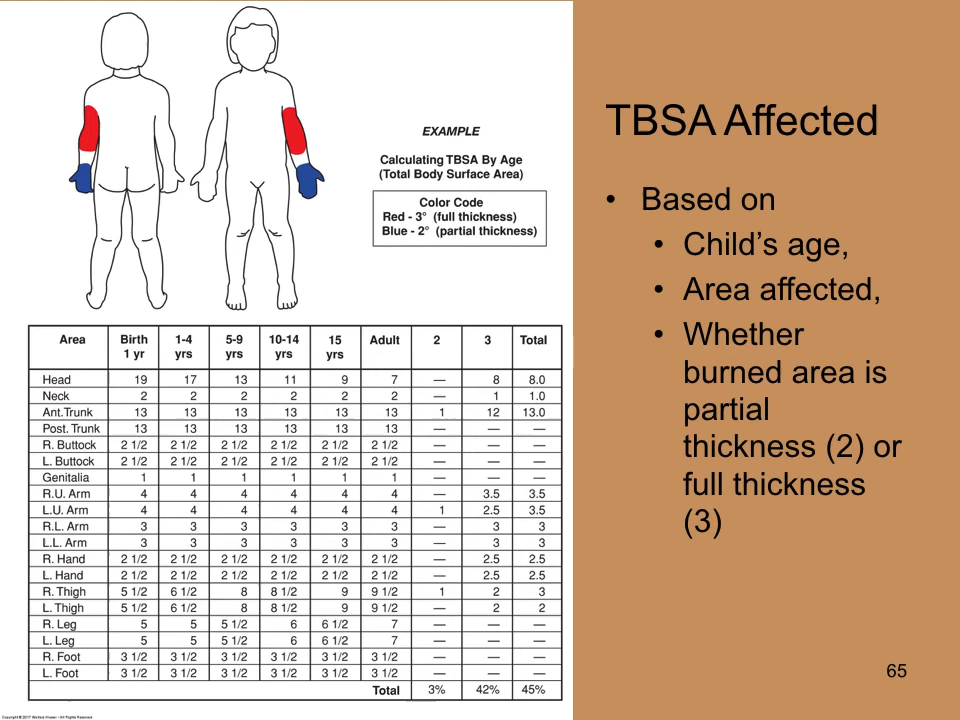 EXAMPLE
Calculating TBSA By Age
(Total Body Surface Area)
Color Code
Red - 3° (full thickness)
Blue - 2° (partial thickness)
Area Birth 1 yr 1-4 yrs 5-9 yrs 10-14 yrs 15 yrs Adult 2 3 Total
Head 19 17 13 11 9 7 — 8 8.0
Neck 2 2 2 2 2 2 — 1 1.0
Ant.Trunk 13 13 13 13 13 13 1 12 13.0
Post. Trunk 13 13 13 13 13 13 — — —
R. Buttock 2 1/2 2 1/2 2 1/2 2 1/2 2 1/2 2 1/2 — — —
L. Buttock 2 1/2 2 1/2 2 1/2 2 1/2 2 1/2 2 1/2 — — —
Genitalia 1 1 1 1 1 1 — — —
R.U. Arm 4 4 4 4 4 4 — 3.5 3.5
L.U. Arm 4 4 4 4 4 4 1 2.5 3.5
R.L. Arm 3 3 3 3 3 3 — 3 3
L.L. Arm 3 3 3 3 3 3 — 3 3
R. Hand 2 1/2 2 1/2 2 1/2 2 1/2 2 1/2 2 1/2 — 2.5 2.5
L. Hand 2 1/2 2 1/2 2 1/2 2 1/2 2 1/2 2 1/2 — 2.5 2.5
R. Thigh 5 1/2 6 1/2 8 8 1/2 9 9 1/2 1 2 3
L. Thigh 5 1/2 6 1/2 8 8 1/2 9 9 1/2 — 2 2
R. Leg 5 5 5 1/2 6 6 1/2 7 — — —
L. Leg 5 5 5 1/2 6 6 1/2 7 — — —
R. Foot 3 1/2 3 1/2 3 1/2 3 1/2 3 1/2 3 1/2 — — —
L. Foot 3 1/2 3 1/2 3 1/2 3 1/2 3 1/2 3 1/2 — — —
Total 3% 42% 45%
Copyright © 2017 Wolters Kluwer • All Rights Reserved
TBSA Affected
• Based on
• Child’s age,
• Area affected,
• Whether
burned area is
partial
thickness (2) or
full thickness
(3)
65